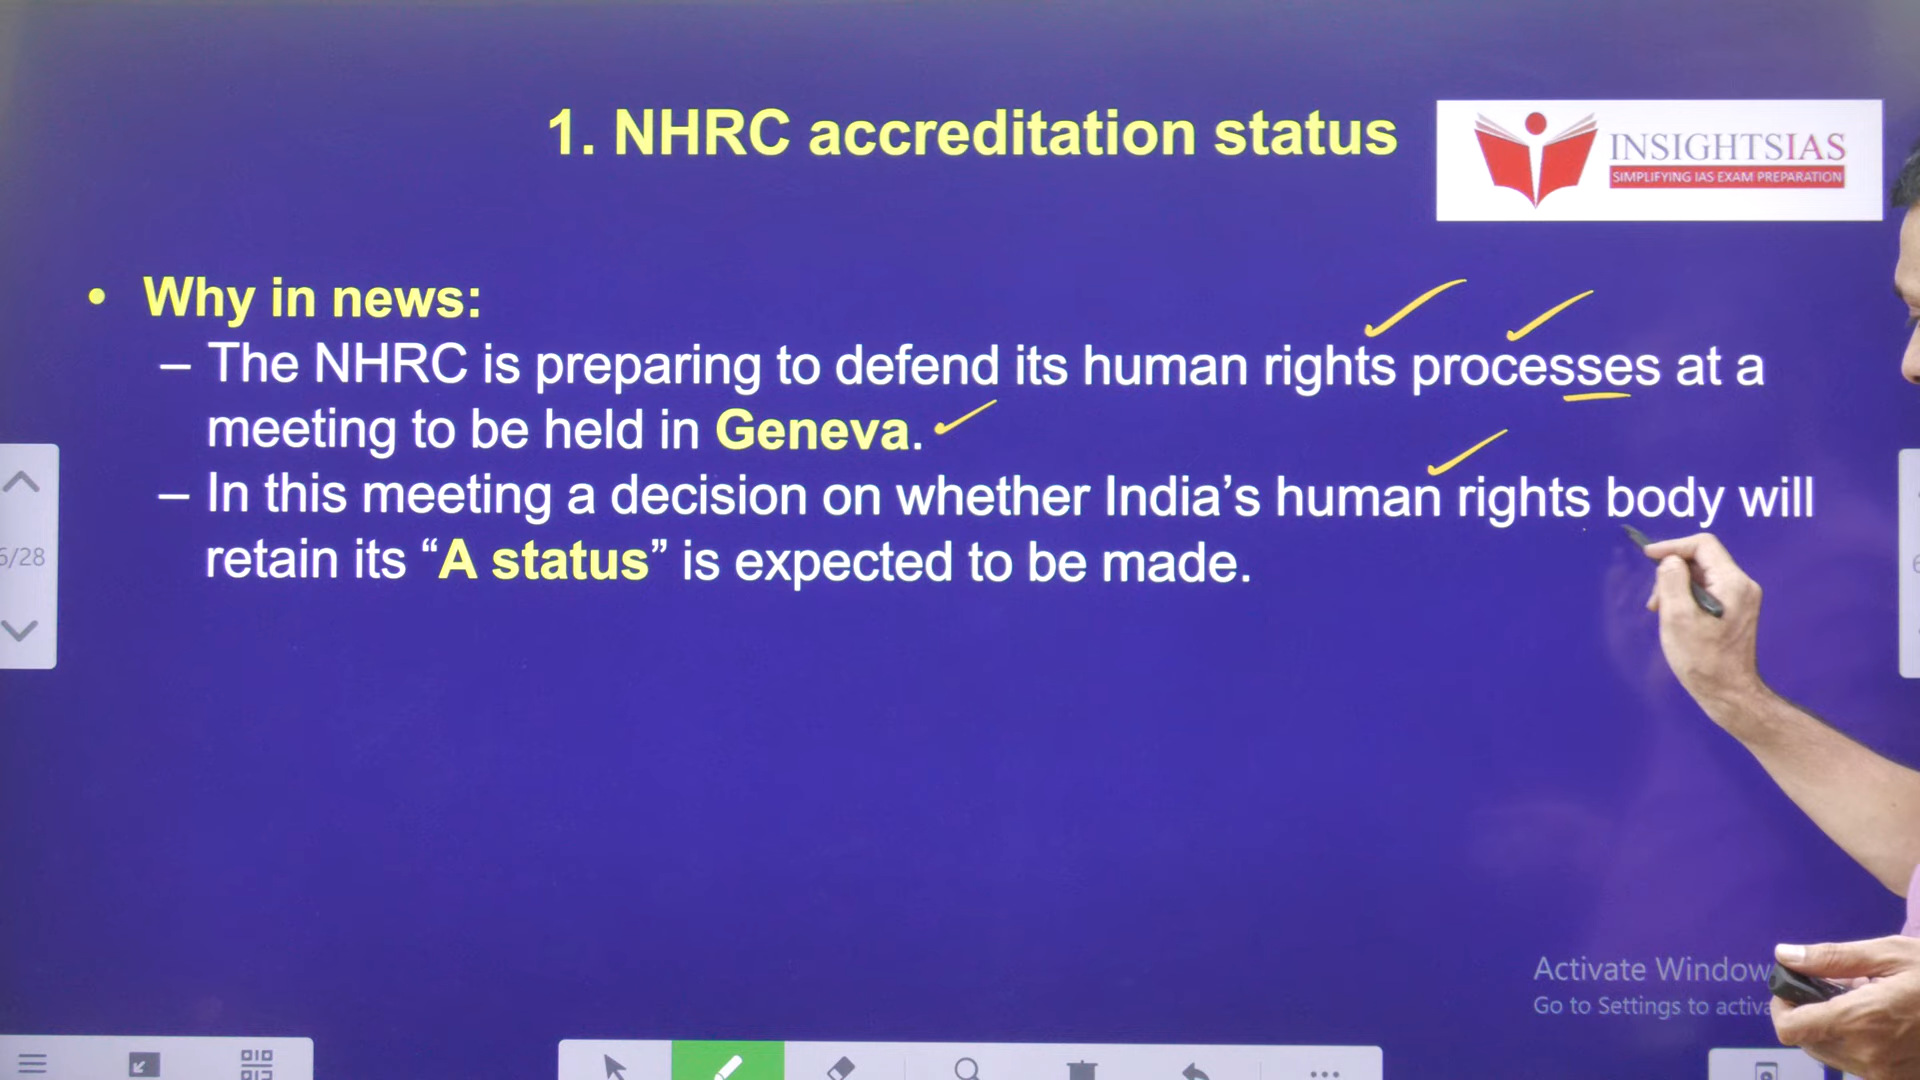 1. NHRC accreditation status
INSIGHTSIAS
SIMPLIFYING IAS EXAM PREPARATION
• Why in news:
– The NHRC is preparing to defend its human rights processes at a
meeting to be held in Geneva.
– In this meeting a decision on whether India’s human rights body will
retain its “A status” is expected to be made.
6/28
Activate Window
Go to Settings to activa